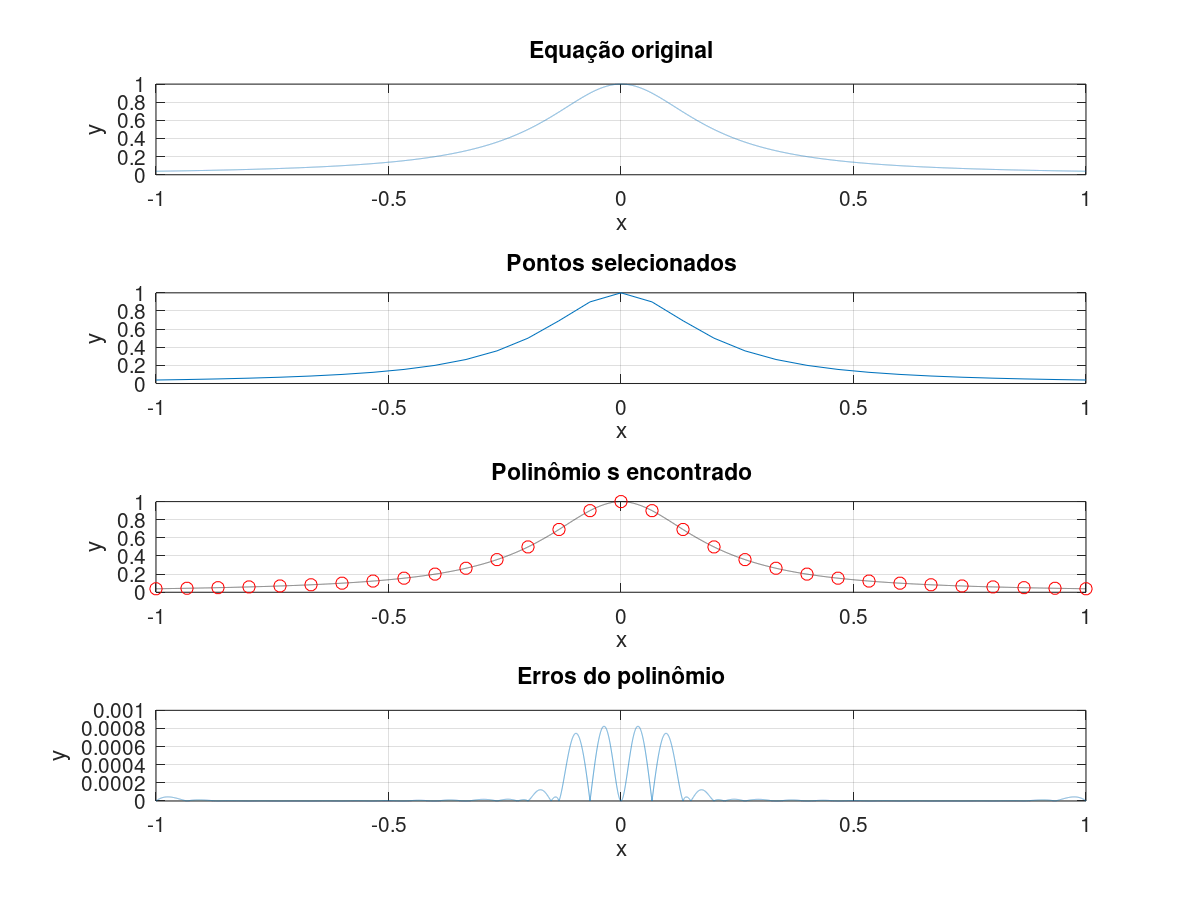 Equação original
1
0.8
0.6
0.4
0.2
0
y
-1 -0.5 0 0.5 1
x
Pontos selecionados
1
0.8
0.6
0.4
0.2
0
y
-1 -0.5 0 0.5 1
x
Polinômio s encontrado
1
0.8
0.6
0.4
0.2
0
y
-1 -0.5 0 0.5 1
x
Erros do polinômio
0.001
0.0008
0.0006
0.0004
0.0002
0
y
-1 -0.5 0 0.5 1
x